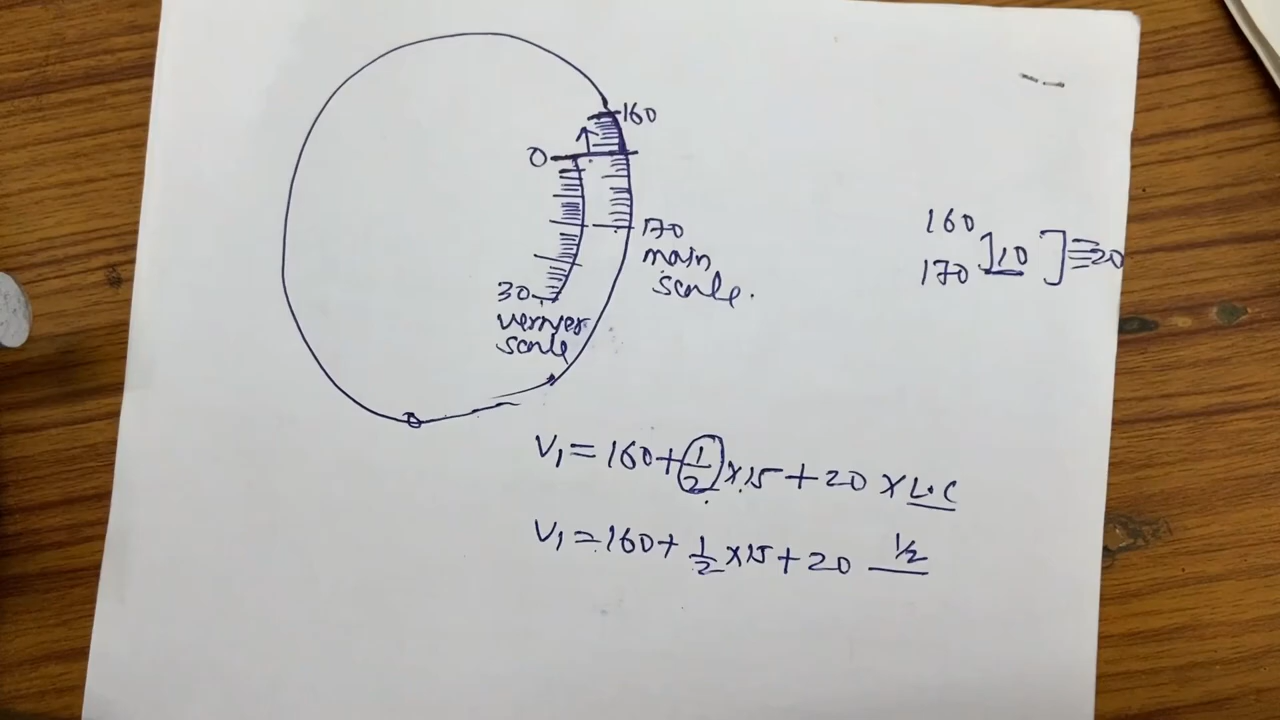 160
0
170
main
scale.
30
vernier
scale
160
170 ] 10 ] ≡ 20
V₁ = 160 + 1/2 × 15 + 20 × L.C
V₁ = 160 + 1/2 × 15 + 20 1/2